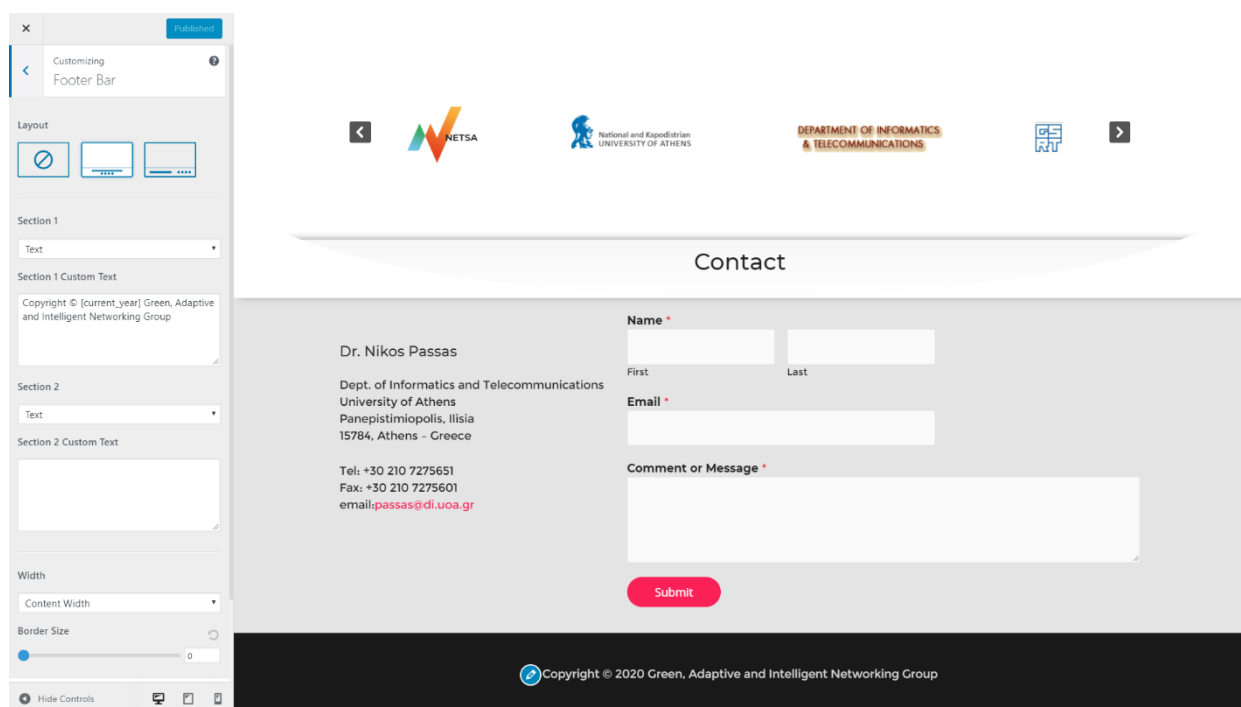 Published
Customizing
Footer Bar
Layout
Section 1
Text
Section 1 Custom Text
Copyright © [current_year] Green, Adaptive
and Intelligent Networking Group
Section 2
Text
Section 2 Custom Text
Width
Content Width
Border Size
0
Hide Controls
NETSA
National and Kapodistrian
UNIVERSITY OF ATHENS
DEPARTMENT OF INFORMATICS
& TELECOMMUNICATIONS
GSRT
Contact
Dr. Nikos Passas
Dept. of Informatics and Telecommunications
University of Athens
Panepistimiopolis, Ilisia
15784, Athens – Greece
Tel: +30 210 7275651
Fax: +30 210 7275601
email:passas@di.uoa.gr
Name *
First
Last
Email *
Comment or Message *
Submit
Copyright © 2020 Green, Adaptive and Intelligent Networking Group